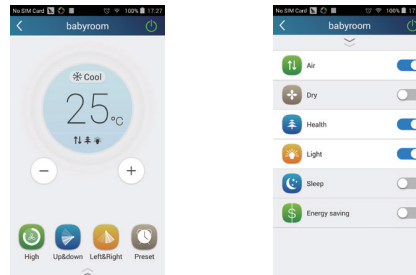 No SIM Card 100% 17:27
babyroom
Cool
25 °C
High Up&down Left&Right Preset
No SIM Card 100% 17
babyroom
Air
Dry
Health
Light
Sleep
Energy saving